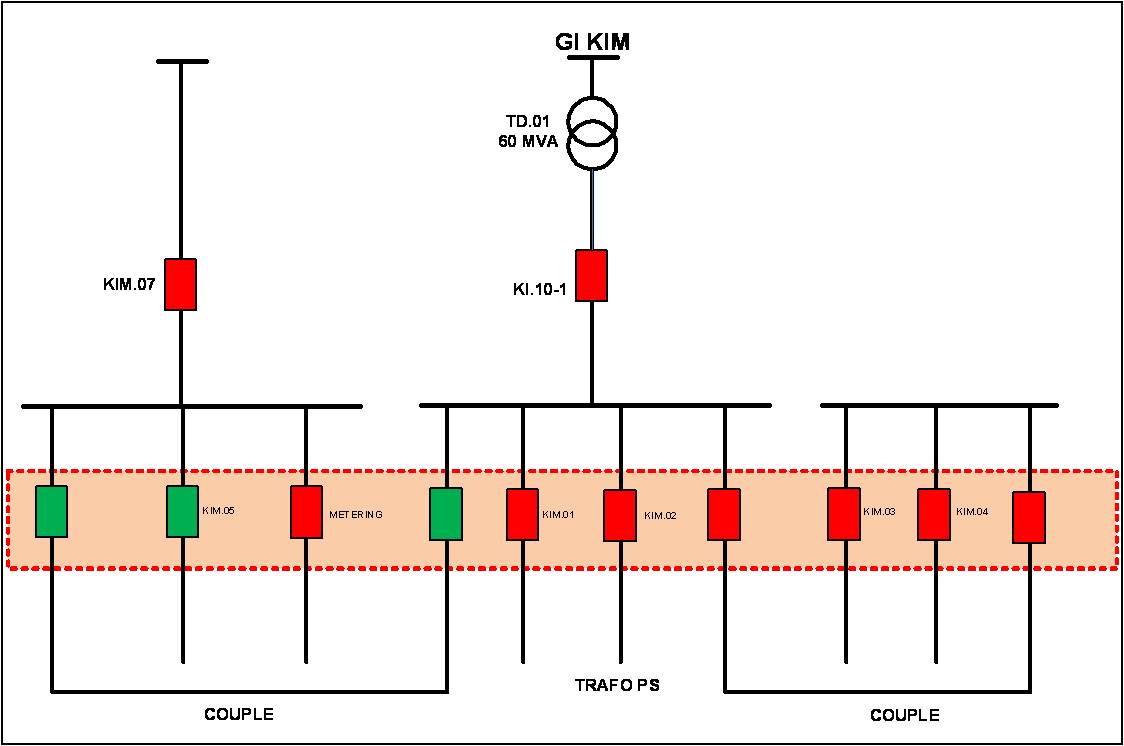 GI KIM
TD.01
60 MVA
KIM.07
KI.10-1
KIM.05
METERING
KIM.01
KIM.02
KIM.03
KIM.04
TRAFO PS
COUPLE
COUPLE